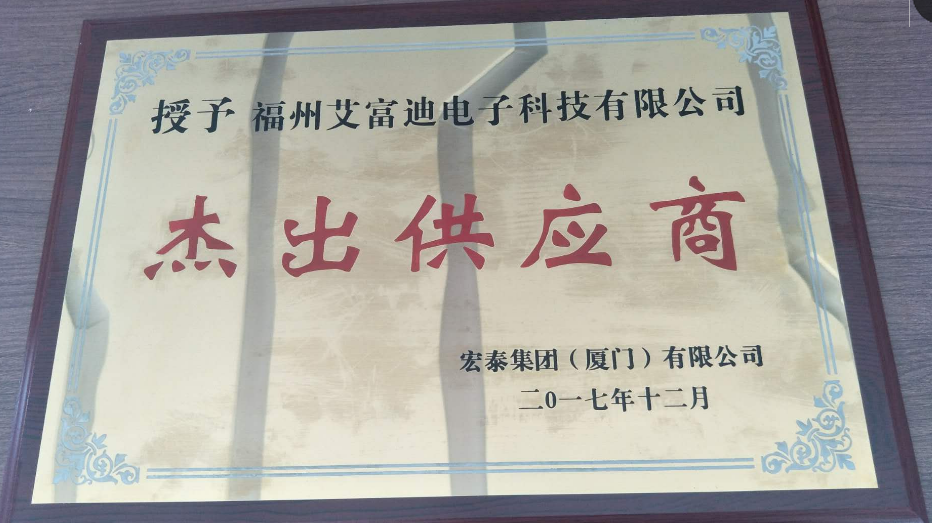 授予 福州艾富迪电子科技有限公司
杰出供应商
宏泰集团（厦门）有限公司
二0一七年十二月